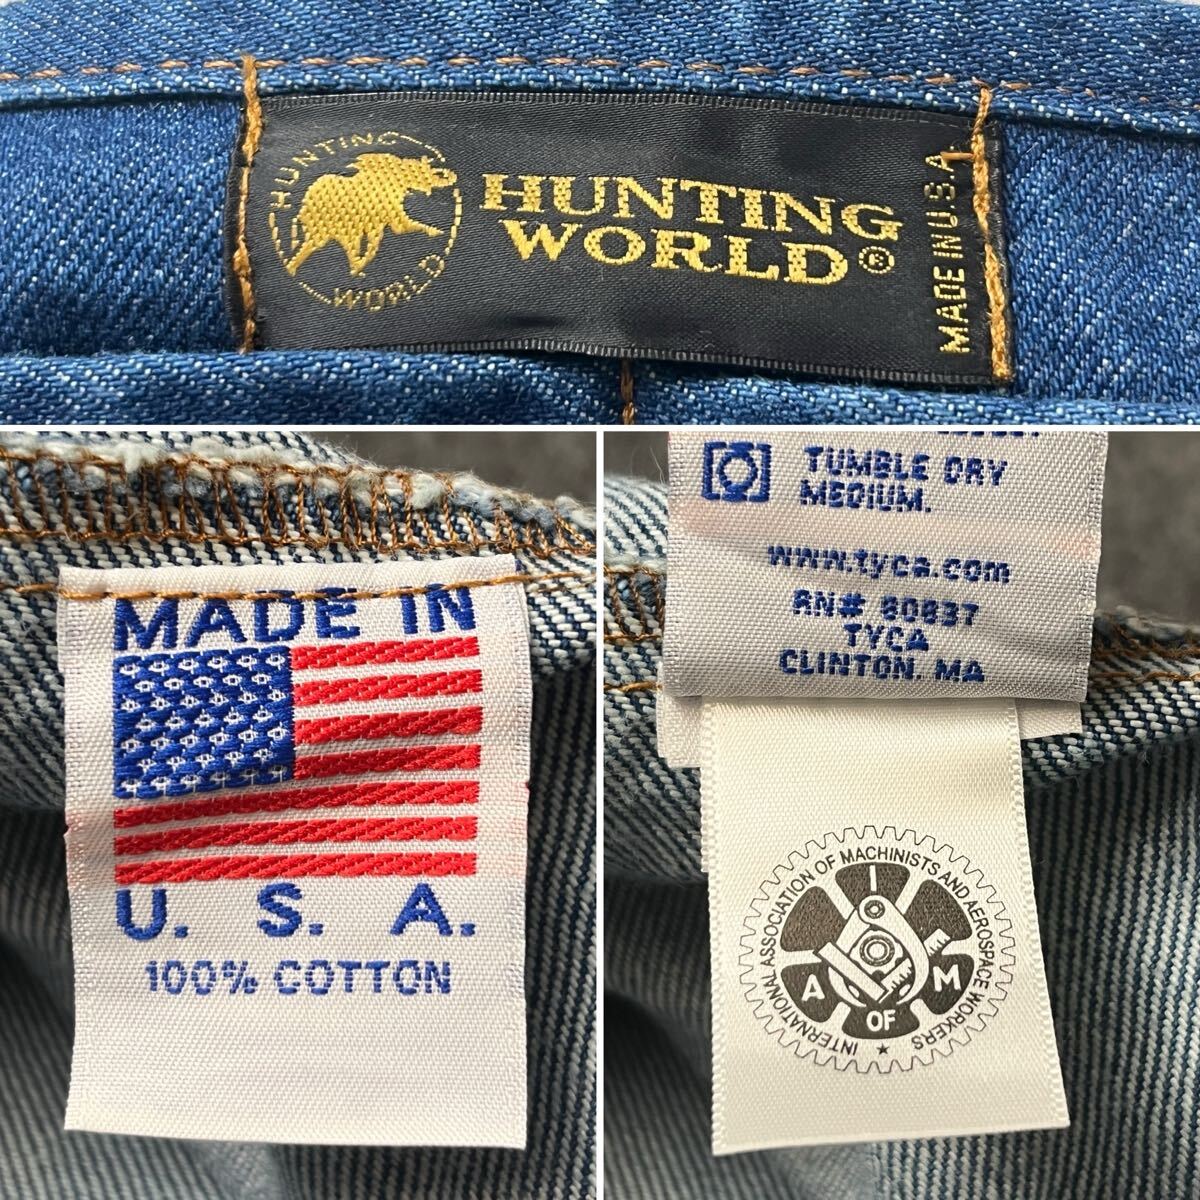 HUNTING
WORLD
HUNTING
WORLD®
MADE IN U.S.A.
MADE IN
U. S. A.
100% COTTON
TUMBLE DRY
MEDIUM.
www.tyca.com
RN# 80837
TYCA
CLINTON, MA
INTERNATIONAL ASSOCIATION OF MACHINISTS AND AEROSPACE WORKERS ★
I
A M
OF